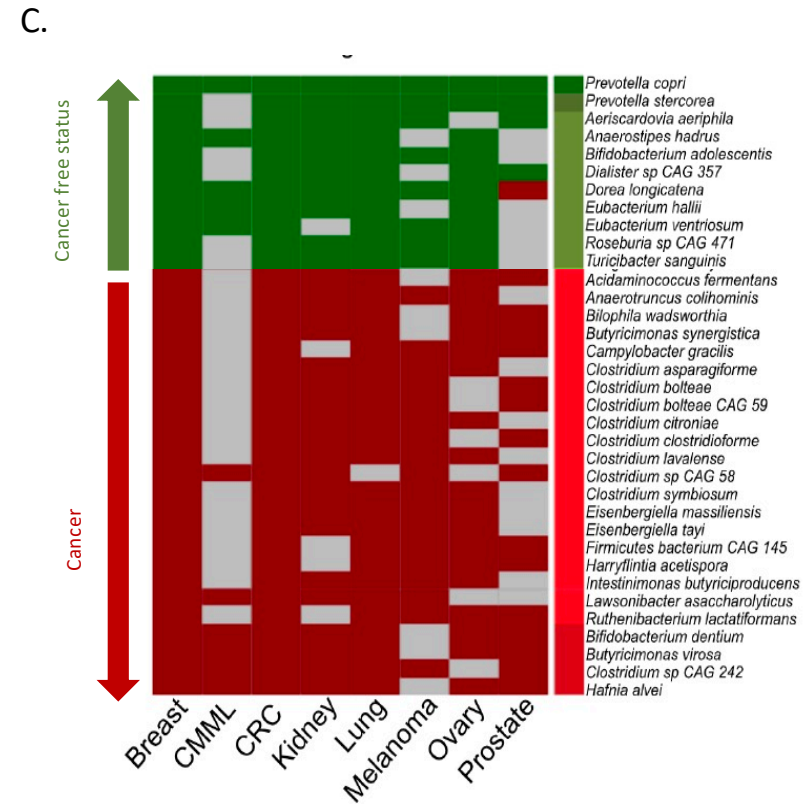 C.
Cancer free status
Cancer
Prevotella copri
Prevotella stercorea
Aeriscardovia aeriphila
Anaerostipes hadrus
Bifidobacterium adolescentis
Dialister sp CAG 357
Dorea longicatena
Eubacterium hallii
Eubacterium ventriosum
Roseburia sp CAG 471
Turicibacter sanguinis
Acidaminococcus fermentans
Anaerotruncus colihominis
Bilophila wadsworthia
Butyricimonas synergistica
Campylobacter gracilis
Clostridium asparagiforme
Clostridium bolteae
Clostridium bolteae CAG 59
Clostridium citroniae
Clostridium clostridioforme
Clostridium lavalense
Clostridium sp CAG 58
Clostridium symbiosum
Eisenbergiella massiliensis
Eisenbergiella tayi
Firmicutes bacterium CAG 145
Harryflintia acetispora
Intestinimonas butyriciproducens
Lawsonibacter asaccharolyticus
Ruthenibacterium lactatiformans
Bifidobacterium dentium
Butyricimonas virosa
Clostridium sp CAG 242
Hafnia alvei
Breast
CMML
CRC
Kidney
Lung
Melanoma
Ovary
Prostate